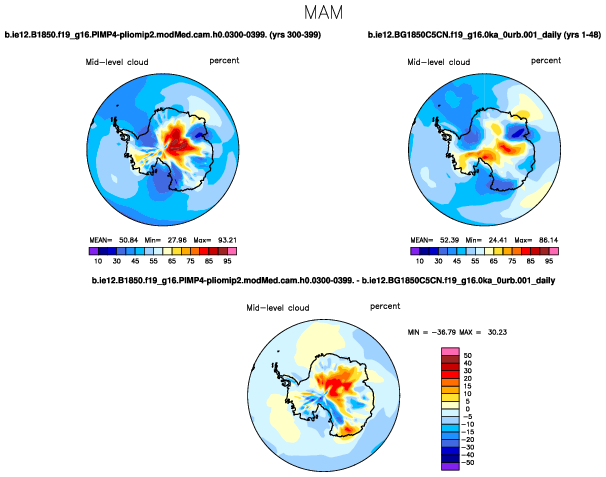 MAM
b.ie12.B1850.f19_g16.PIMP4-pliomip2.modMed.cam.h0.0300-0399. (yrs 300-399)
b.ie12.BG1850C5CN.f19_g16.0ka_0urb.001_daily (yrs 1-48)
Mid-level cloud percent
Mid-level cloud percent
MEAN= 50.84 Min= 27.96 Max= 93.21
MEAN= 52.39 Min= 24.41 Max= 86.14
10 30 45 55 65 75 85 95
10 30 45 55 65 75 85 95
b.ie12.B1850.f19_g16.PIMP4-pliomip2.modMed.cam.h0.0300-0399. - b.ie12.BG1850C5CN.f19_g16.0ka_0urb.001_daily
Mid-level cloud percent
MIN = -36.79 MAX = 30.23
50
40
30
20
15
10
5
0
-5
-10
-15
-20
-30
-40
-50